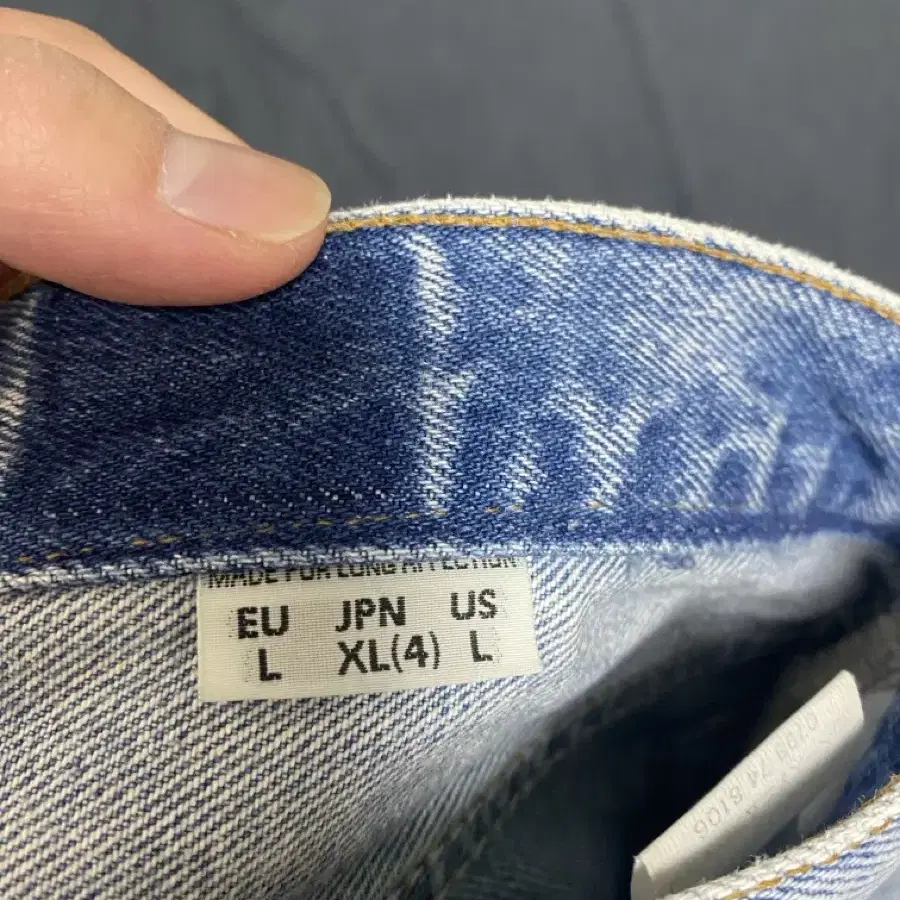 MADE FOR LONG AFFECTION
EU JPN US
L XL(4) L